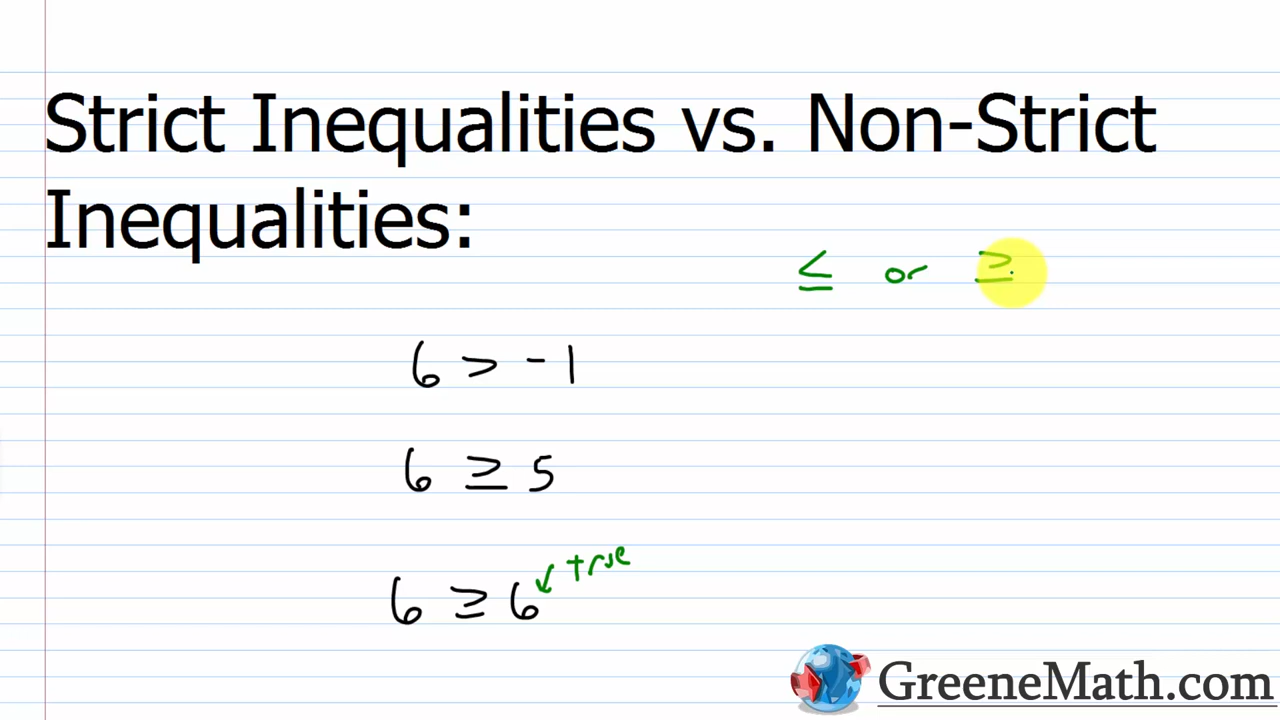 Strict Inequalities vs. Non-Strict
Inequalities:
≤ or ≥
6 > -1
6 ≥ 5
6 ≥ 6 true
GreeneMath.com